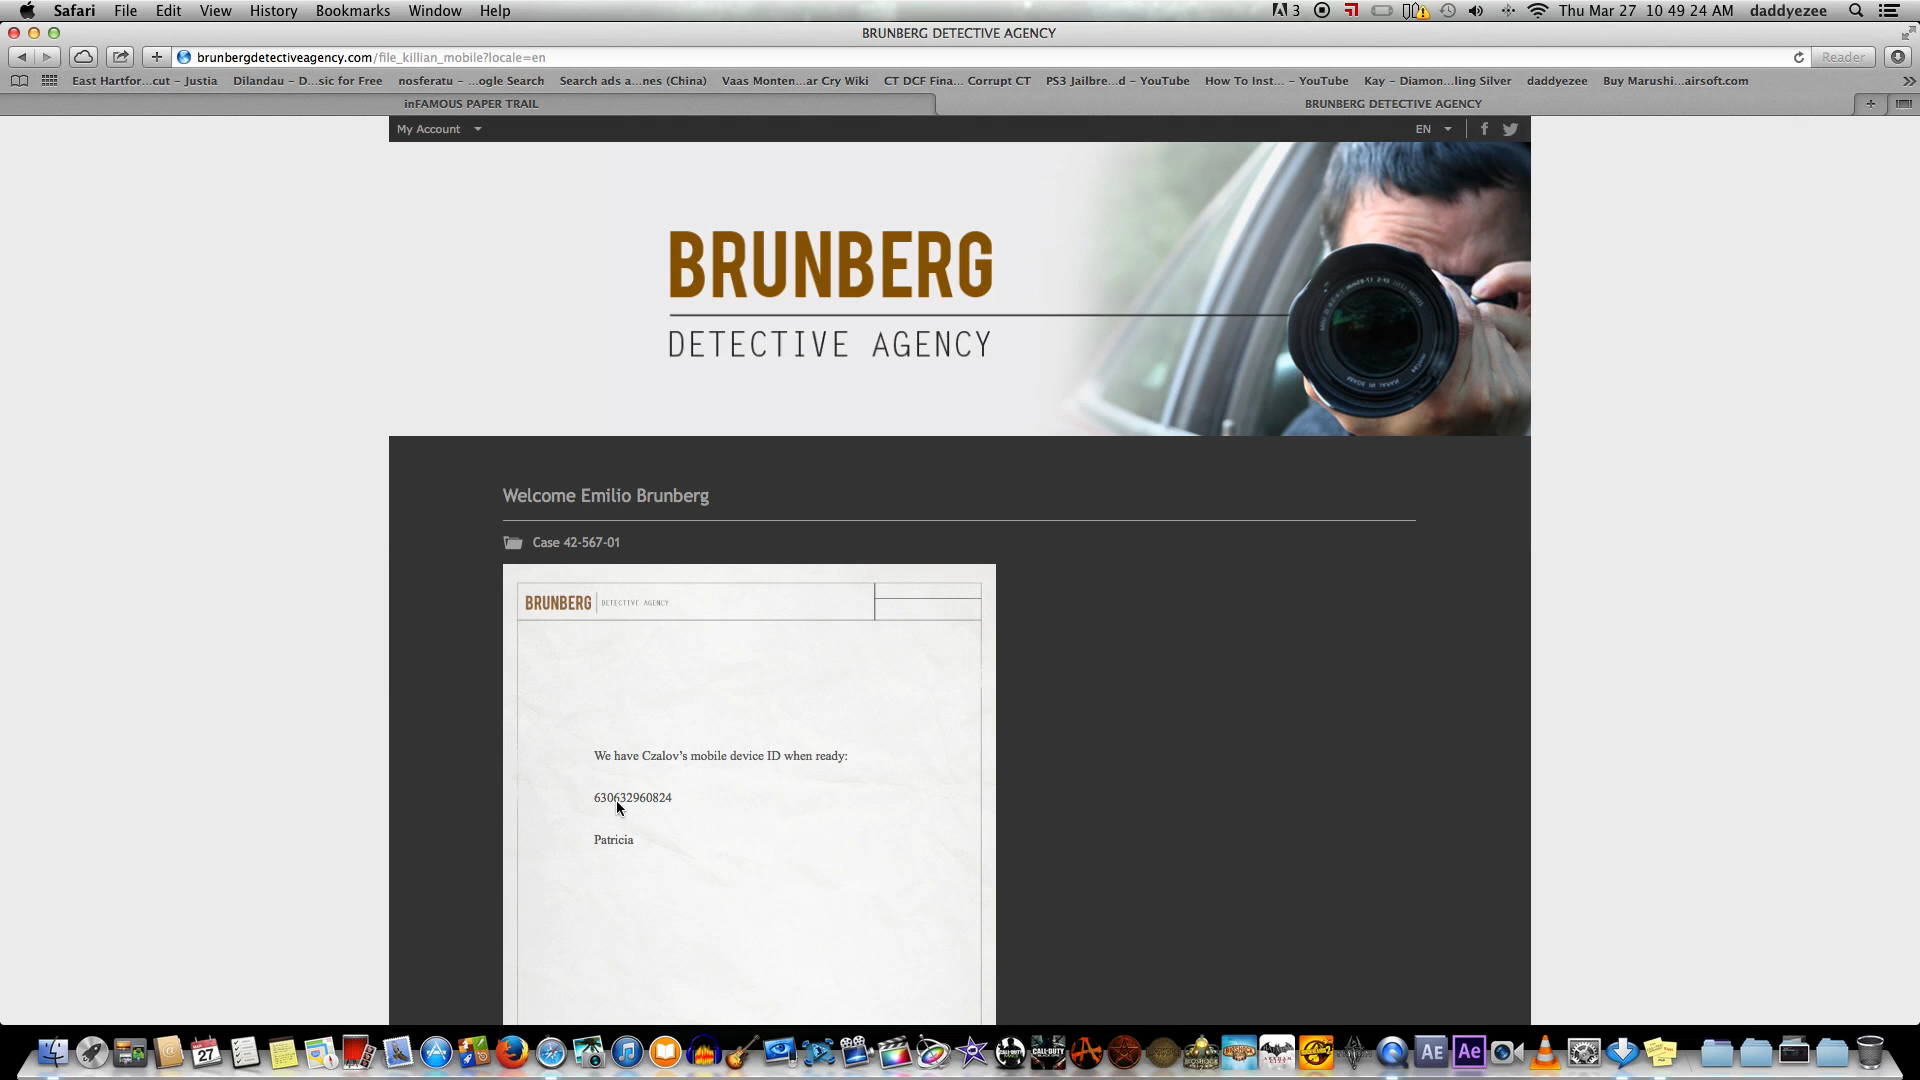 Safari File Edit View History Bookmarks Window Help 3 Thu Mar 27 10 49 24 AM daddyezee
BRUNBERG DETECTIVE AGENCY
brunbergdetectiveagency.com/file_killian_mobile?locale=en Reader
East Hartfor...cut – Justia Dilandau – D...sic for Free nosferatu – ...ogle Search Search ads a...nes (China) Vaas Monten...ar Cry Wiki CT DCF Fina... Corrupt CT PS3 Jailbre...d – YouTube How To Inst... – YouTube Kay – Diamon...ling Silver daddyezee Buy Marushi...airsoft.com
inFAMOUS PAPER TRAIL BRUNBERG DETECTIVE AGENCY
My Account EN
BRUNBERG
DETECTIVE AGENCY
Welcome Emilio Brunberg
Case 42-567-01
BRUNBERG DETECTIVE AGENCY
We have Czalov’s mobile device ID when ready:
630632960824
Patricia